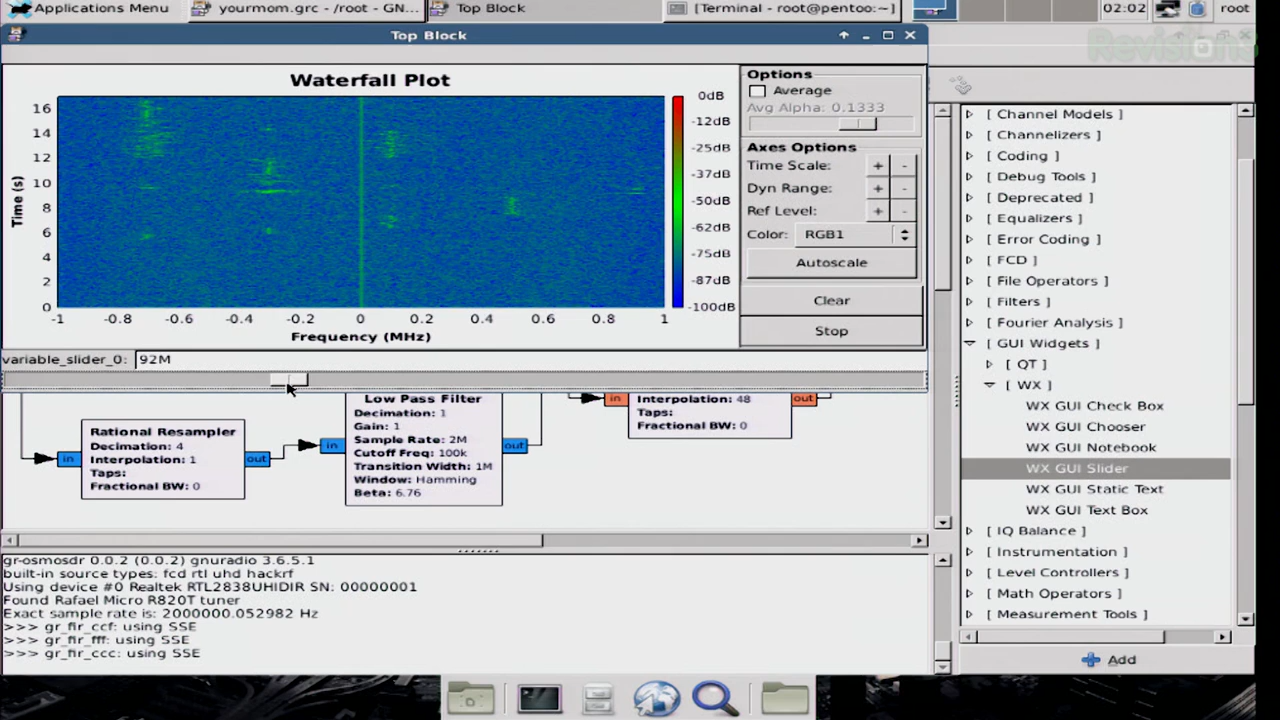 Applications Menu
yourmom.grc - /root - GN...
Top Block
[Terminal - root@pentoo:~]
02:02
root
Top Block
Revision3
Waterfall Plot
16
14
12
10
8
6
4
2
0
Time (s)
-1 -0.8 -0.6 -0.4 -0.2 0 0.2 0.4 0.6 0.8 1
Frequency (MHz)
0dB
-12dB
-25dB
-37dB
-50dB
-62dB
-75dB
-87dB
-100dB
Options
Average
Avg Alpha: 0.1333
Axes Options
Time Scale: + -
Dyn Range: + -
Ref Level: + -
Color: RGB1
Autoscale
Clear
Stop
variable_slider_0: 92M
Rational Resampler
Decimation: 4
Interpolation: 1
Taps:
Fractional BW: 0
in
out
Low Pass Filter
Decimation: 1
Gain: 1
Sample Rate: 2M
Cutoff Freq: 100k
Transition Width: 1M
Window: Hamming
Beta: 6.76
in
out
Interpolation: 48
Taps:
Fractional BW: 0
in
out
gr-osmosdr 0.0.2 (0.0.2) gnuradio 3.6.5.1
built-in source types: fcd rtl uhd hackrf
Using device #0 Realtek RTL2838UHIDIR SN: 00000001
Found Rafael Micro R820T tuner
Exact sample rate is: 2000000.052982 Hz
>>> gr_fir_ccf: using SSE
>>> gr_fir_fff: using SSE
>>> gr_fir_ccc: using SSE
[ Channel Models ]
[ Channelizers ]
[ Coding ]
[ Debug Tools ]
[ Deprecated ]
[ Equalizers ]
[ Error Coding ]
[ FCD ]
[ File Operators ]
[ Filters ]
[ Fourier Analysis ]
[ GUI Widgets ]
[ QT ]
[ WX ]
WX GUI Check Box
WX GUI Chooser
WX GUI Notebook
WX GUI Slider
WX GUI Static Text
WX GUI Text Box
[ IQ Balance ]
[ Instrumentation ]
[ Level Controllers ]
[ Math Operators ]
[ Measurement Tools ]
Add